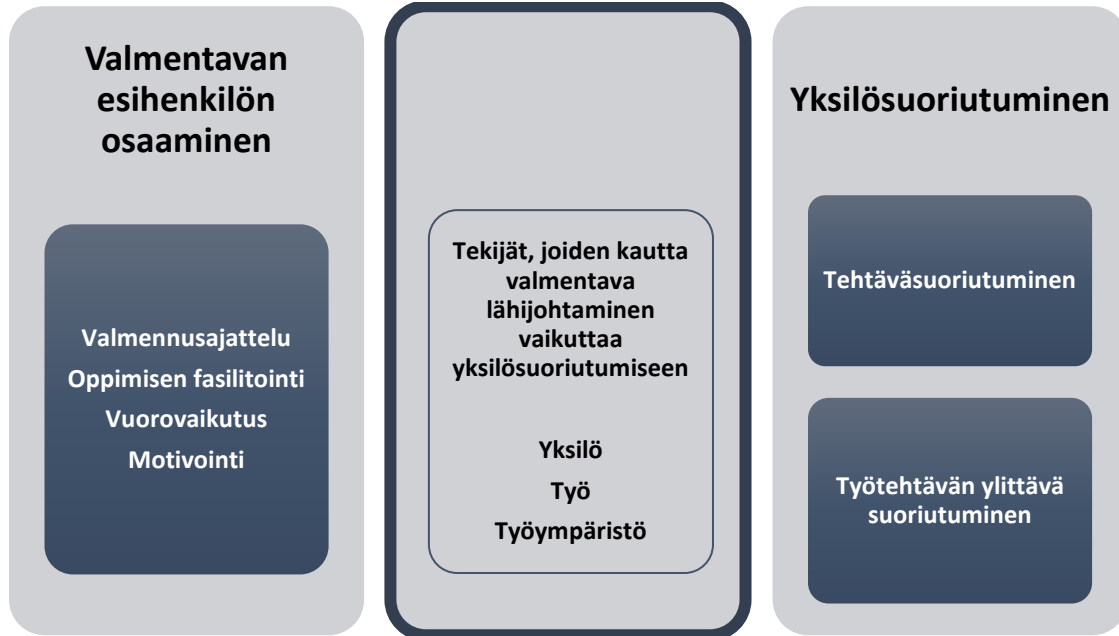 Valmentavan
esihenkilön
osaaminen
Valmennusajattelu
Oppimisen fasilitointi
Vuorovaikutus
Motivointi
Tekijät, joiden kautta
valmentava
lähijohtaminen
vaikuttaa
yksilösuoriutumiseen
Yksilö
Työ
Työympäristö
Yksilösuoriutuminen
Tehtäväsuoriutuminen
Työtehtävän ylittävä
suoriutuminen